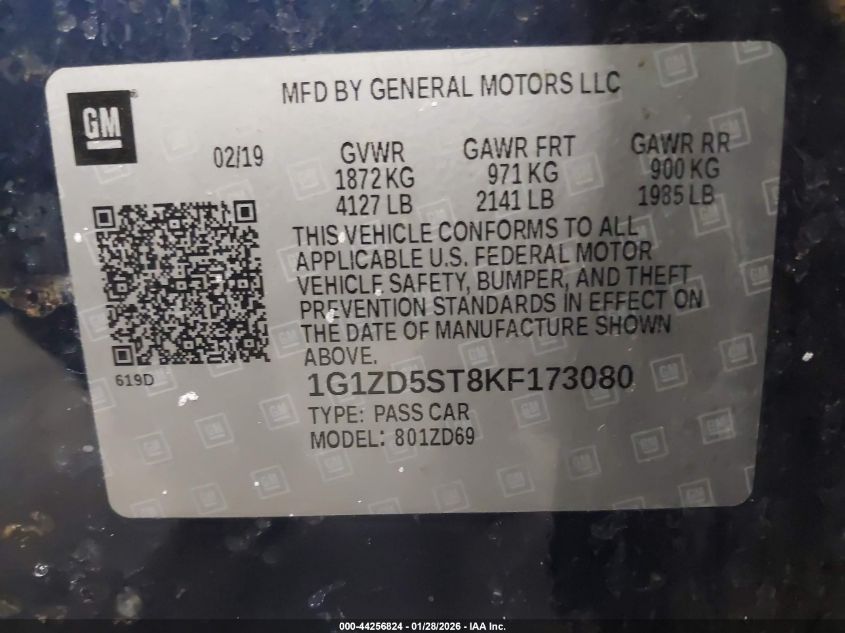 MFD BY GENERAL MOTORS LLC
GM
02/19
GVWR
1872 KG
4127 LB
GAWR FRT
971 KG
2141 LB
GAWR RR
900 KG
1985 LB
THIS VEHICLE CONFORMS TO ALL
APPLICABLE U.S. FEDERAL MOTOR
VEHICLE SAFETY, BUMPER, AND THEFT
PREVENTION STANDARDS IN EFFECT ON
THE DATE OF MANUFACTURE SHOWN
ABOVE.
619D
1G1ZD5ST8KF173080
TYPE: PASS CAR
MODEL: 801ZD69
000-44256824 | 01/28/2026 - IAA Inc.